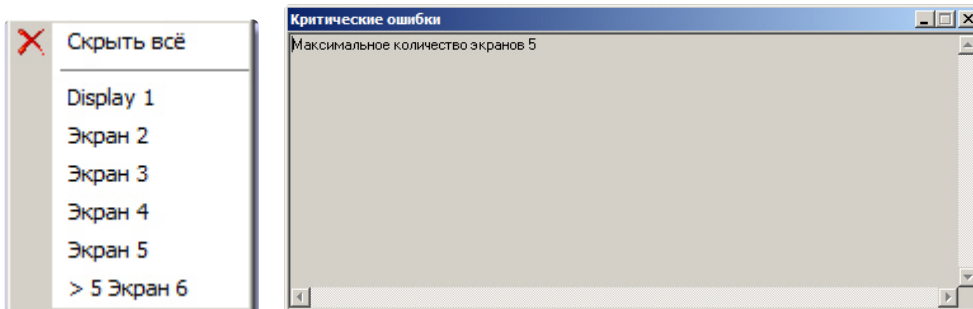 Скрыть всё
Display 1
Экран 2
Экран 3
Экран 4
Экран 5
> 5 Экран 6
Критические ошибки
Максимальное количество экранов 5